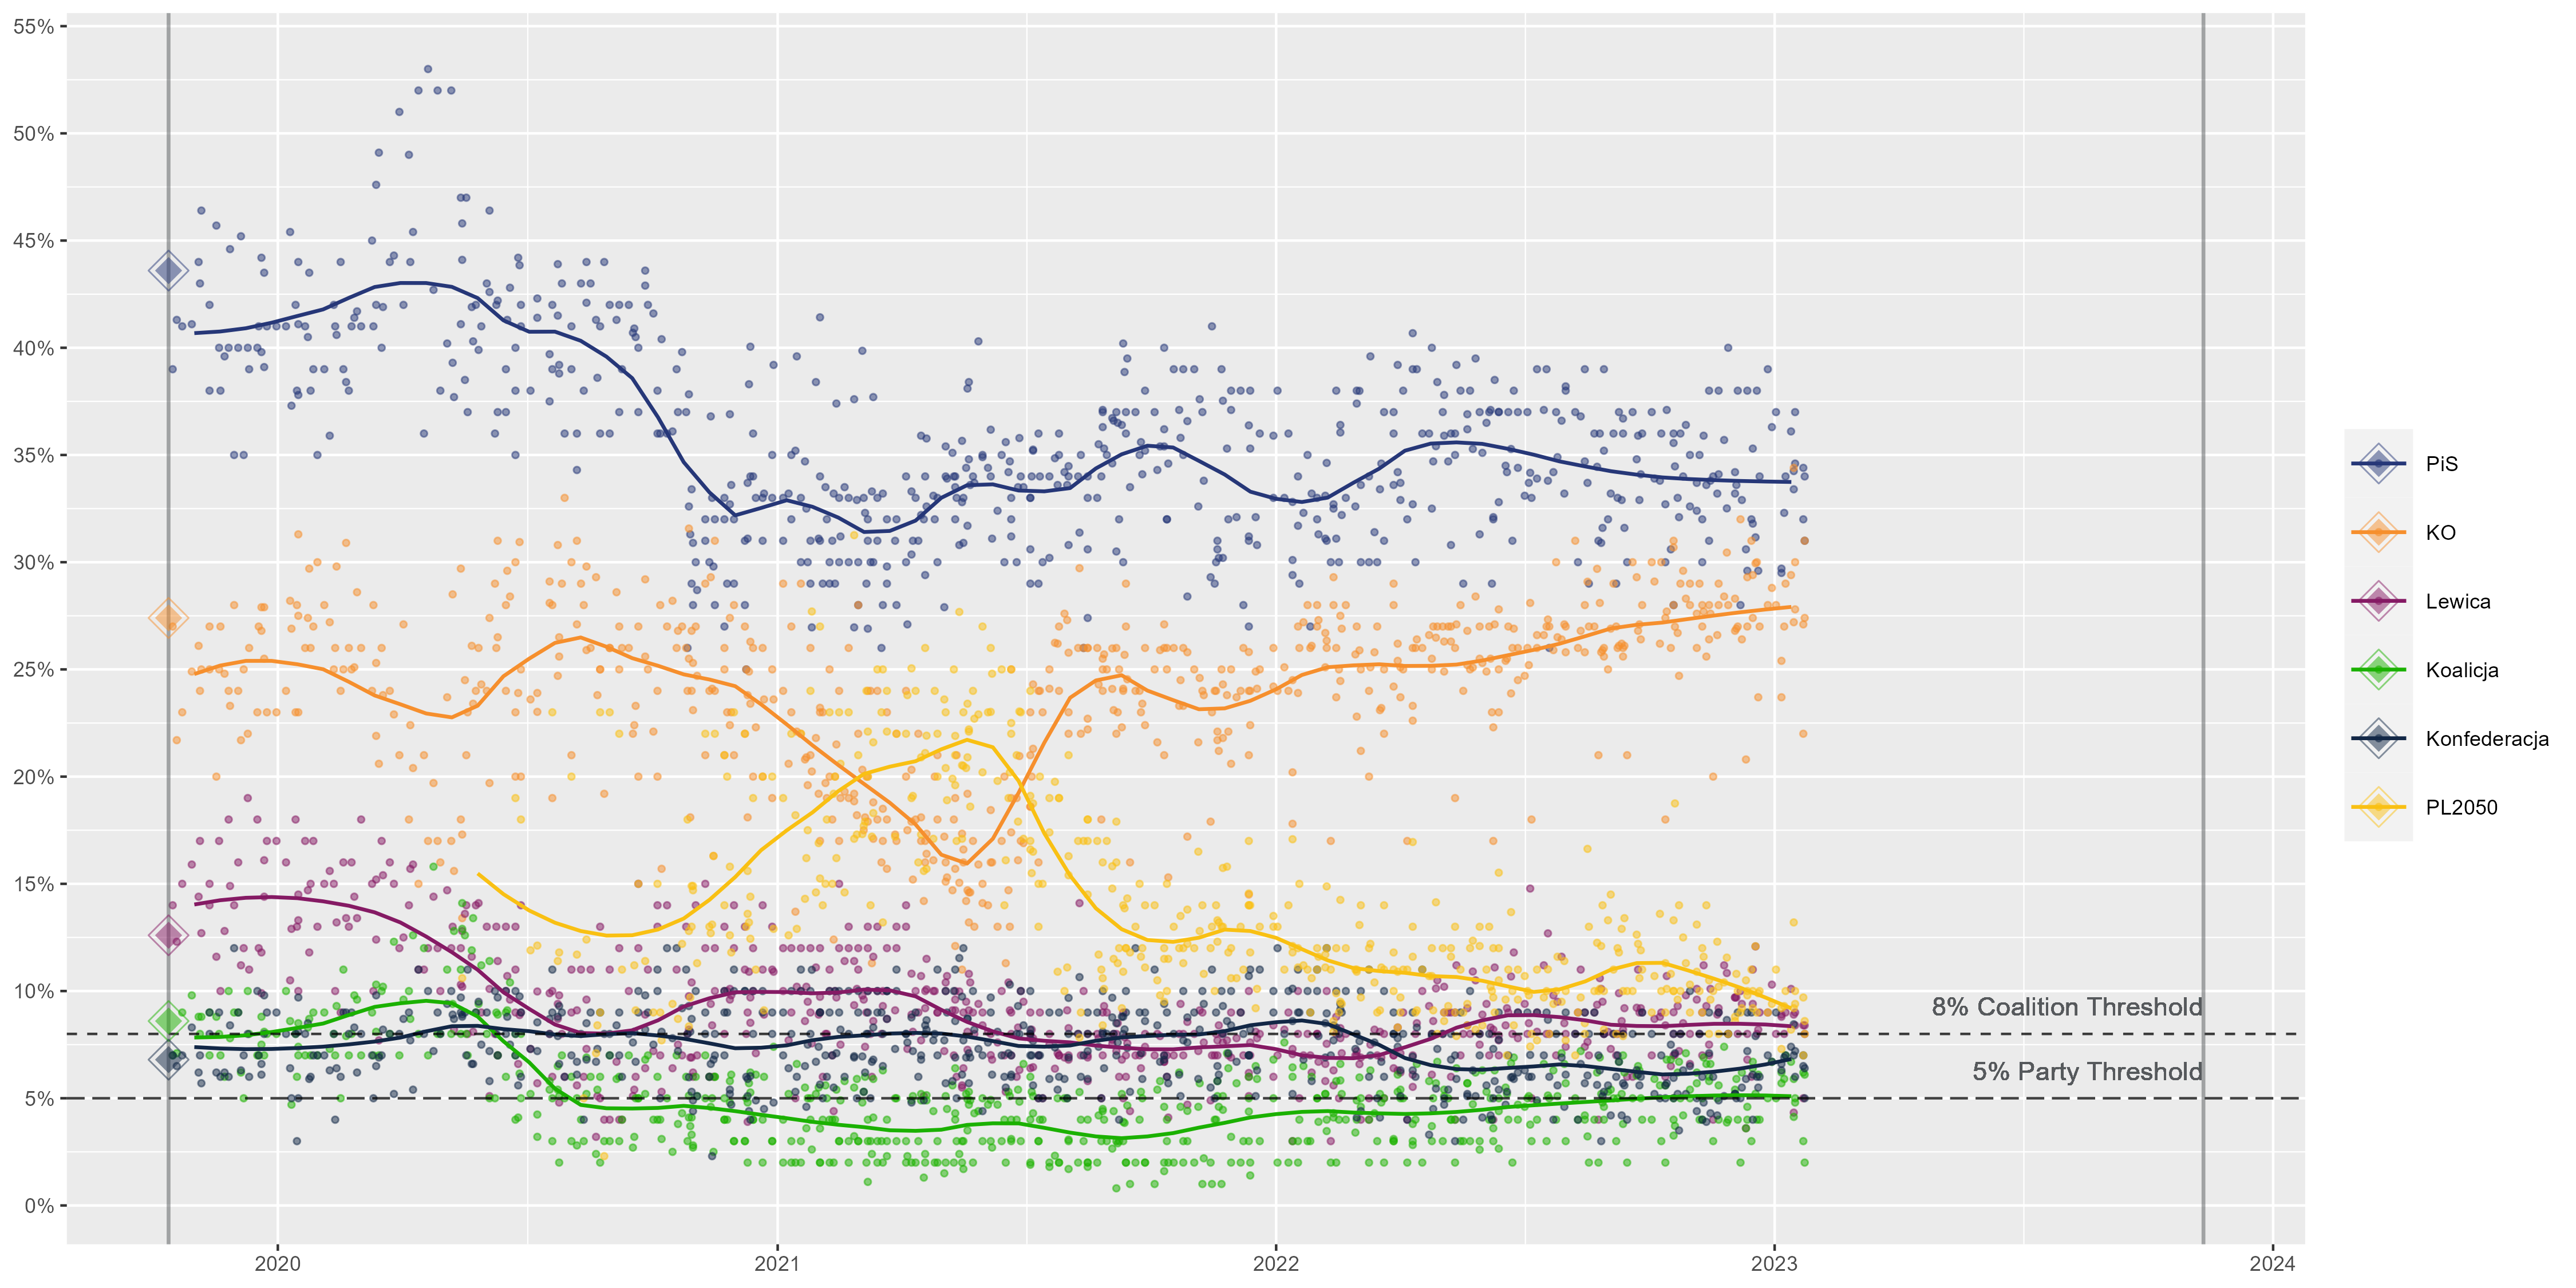 55%
50%
45%
40%
35%
30%
25%
20%
15%
10%
5%
0%
8% Coalition Threshold
5% Party Threshold
2020
2021
2022
2023
2024
PiS
KO
Lewica
Koalicja
Konfederacja
PL2050